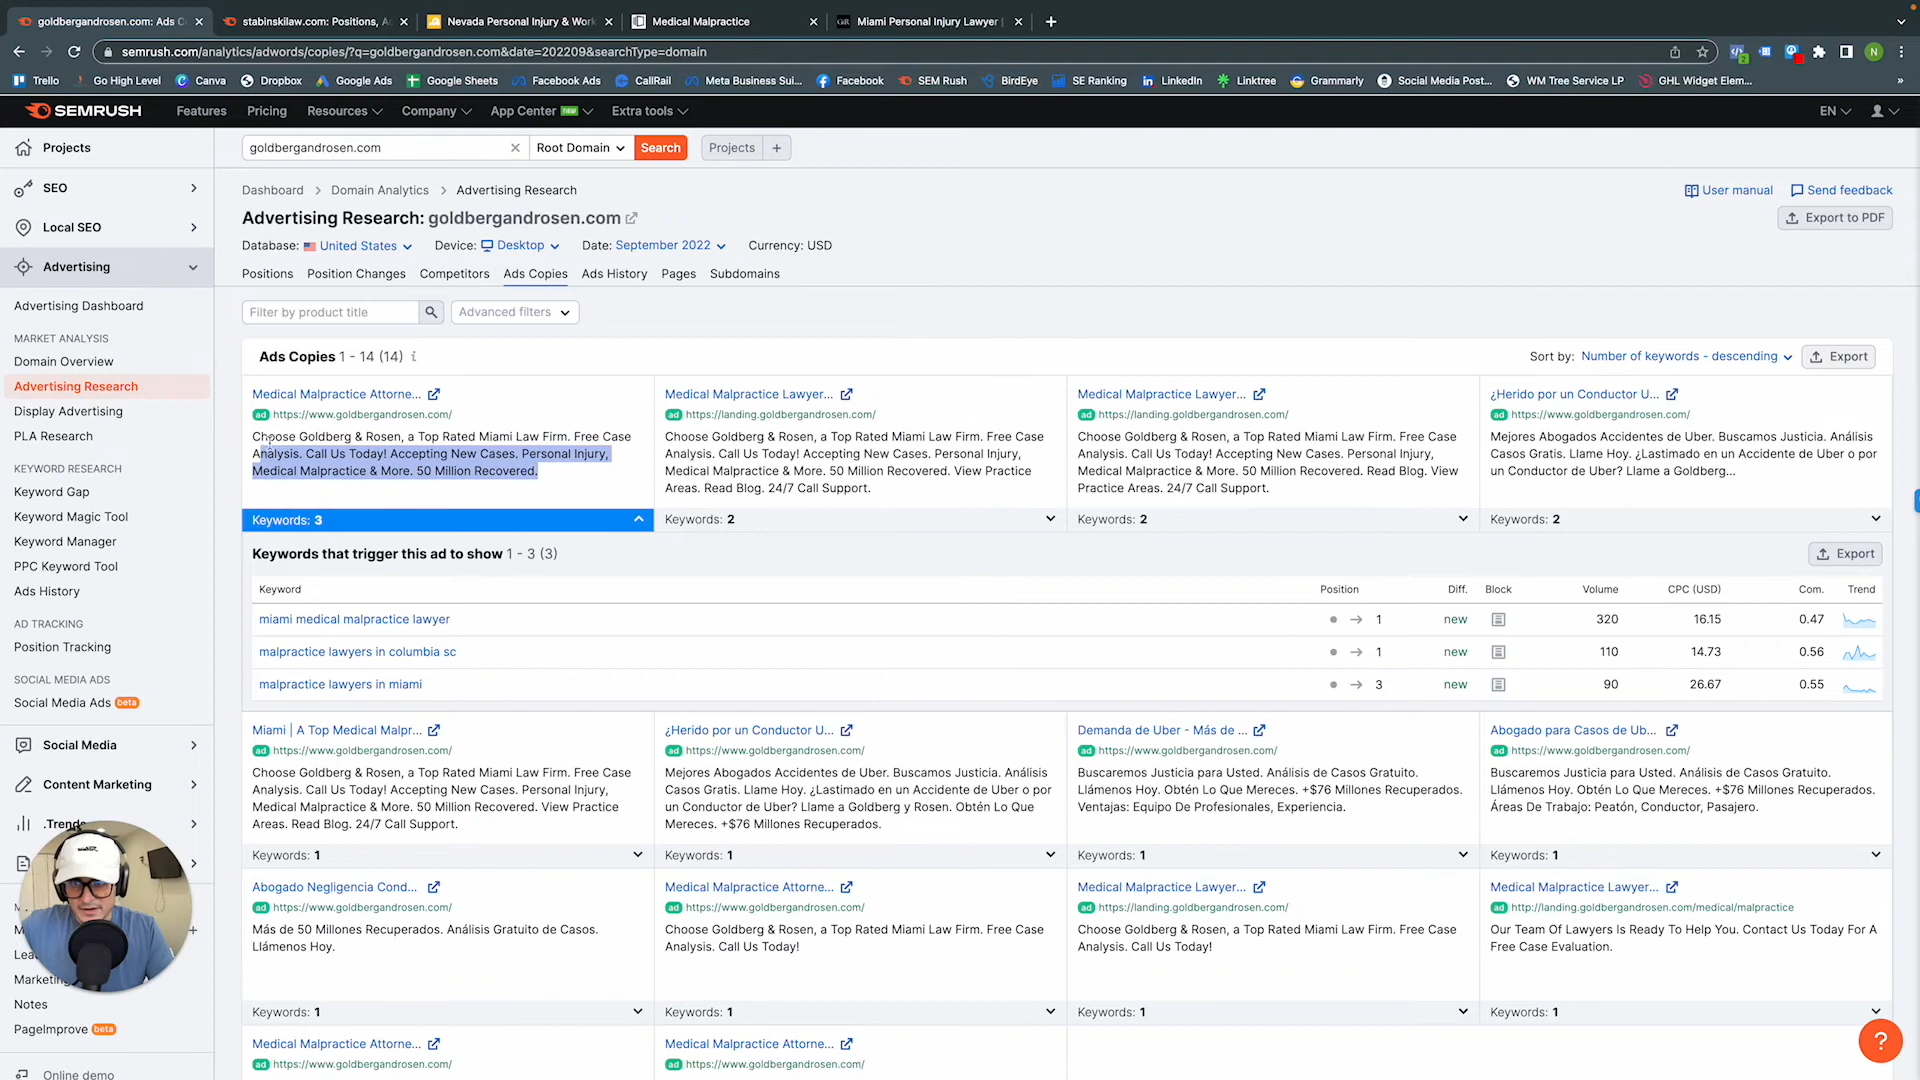 goldbergandrosen.com: Ads C
stabinskilaw.com: Positions, A
Nevada Personal Injury & Work
Medical Malpractice
GR Miami Personal Injury Lawyer
semrush.com/analytics/adwords/copies/?q=goldbergandrosen.com&date=202209&searchType=domain
N
Trello Go High Level Canva Dropbox Google Ads Google Sheets Facebook Ads CallRail Meta Business Sui... Facebook SEM Rush BirdEye SE Ranking LinkedIn Linktree Grammarly Social Media Post... WM Tree Service LP GHL Widget Elem...
SEMRUSH Features Pricing Resources Company App Center new Extra tools EN
Projects
SEO
Local SEO
Advertising
Advertising Dashboard
MARKET ANALYSIS
Domain Overview
Advertising Research
Display Advertising
PLA Research
KEYWORD RESEARCH
Keyword Gap
Keyword Magic Tool
Keyword Manager
PPC Keyword Tool
Ads History
AD TRACKING
Position Tracking
SOCIAL MEDIA ADS
Social Media Ads beta
Social Media
Content Marketing
.Trends
Marketing
Notes
PageImprove beta
Online demo
goldbergandrosen.com Root Domain Search Projects +
Dashboard > Domain Analytics > Advertising Research
User manual Send feedback
Advertising Research: goldbergandrosen.com
Export to PDF
Database: United States Device: Desktop Date: September 2022 Currency: USD
Positions Position Changes Competitors Ads Copies Ads History Pages Subdomains
Filter by product title Advanced filters
Ads Copies 1 - 14 (14) i
Sort by: Number of keywords - descending Export
Medical Malpractice Attorne...
ad https://www.goldbergandrosen.com/
Choose Goldberg & Rosen, a Top Rated Miami Law Firm. Free Case
Analysis. Call Us Today! Accepting New Cases. Personal Injury,
Medical Malpractice & More. 50 Million Recovered.
Keywords: 3
Medical Malpractice Lawyer...
ad https://landing.goldbergandrosen.com/
Choose Goldberg & Rosen, a Top Rated Miami Law Firm. Free Case
Analysis. Call Us Today! Accepting New Cases. Personal Injury,
Medical Malpractice & More. 50 Million Recovered. View Practice
Areas. Read Blog. 24/7 Call Support.
Keywords: 2
Medical Malpractice Lawyer...
ad https://landing.goldbergandrosen.com/
Choose Goldberg & Rosen, a Top Rated Miami Law Firm. Free Case
Analysis. Call Us Today! Accepting New Cases. Personal Injury,
Medical Malpractice & More. 50 Million Recovered. Read Blog. View
Practice Areas. 24/7 Call Support.
Keywords: 2
¿Herido por un Conductor U...
ad https://www.goldbergandrosen.com/
Mejores Abogados Accidentes de Uber. Buscamos Justicia. Análisis
Casos Gratis. Llame Hoy. ¿Lastimado en un Accidente de Uber o por
un Conductor de Uber? Llame a Goldberg...
Keywords: 2
Keywords that trigger this ad to show 1 - 3 (3)
Export
Keyword Position Diff. Block Volume CPC (USD) Com. Trend
miami medical malpractice lawyer 1 new 320 16.15 0.47
malpractice lawyers in columbia sc 1 new 110 14.73 0.56
malpractice lawyers in miami 3 new 90 26.67 0.55
Miami | A Top Medical Malpr...
ad https://www.goldbergandrosen.com/
Choose Goldberg & Rosen, a Top Rated Miami Law Firm. Free Case
Analysis. Call Us Today! Accepting New Cases. Personal Injury,
Medical Malpractice & More. 50 Million Recovered. View Practice
Areas. Read Blog. 24/7 Call Support.
Keywords: 1
¿Herido por un Conductor U...
ad https://www.goldbergandrosen.com/
Mejores Abogados Accidentes de Uber. Buscamos Justicia. Análisis
Casos Gratis. Llame Hoy. ¿Lastimado en un Accidente de Uber o por
un Conductor de Uber? Llame a Goldberg y Rosen. Obtén Lo Que
Mereces. +$76 Millones Recuperados.
Keywords: 1
Demanda de Uber - Más de ...
ad https://www.goldbergandrosen.com/
Buscaremos Justicia para Usted. Análisis de Casos Gratuito.
Llámenos Hoy. Obtén Lo Que Mereces. +$76 Millones Recuperados.
Ventajas: Equipo De Profesionales, Experiencia.
Keywords: 1
Abogado para Casos de Ub...
ad https://www.goldbergandrosen.com/
Buscaremos Justicia para Usted. Análisis de Casos Gratuito.
Llámenos Hoy. Obtén Lo Que Mereces. +$76 Millones Recuperados.
Áreas De Trabajo: Peatón, Conductor, Pasajero.
Keywords: 1
Abogado Negligencia Cond...
ad https://www.goldbergandrosen.com/
Más de 50 Millones Recuperados. Análisis Gratuito de Casos.
Llámenos Hoy.
Keywords: 1
Medical Malpractice Attorne...
ad https://www.goldbergandrosen.com/
Choose Goldberg & Rosen, a Top Rated Miami Law Firm. Free Case
Analysis. Call Us Today!
Keywords: 1
Medical Malpractice Lawyer...
ad https://landing.goldbergandrosen.com/
Choose Goldberg & Rosen, a Top Rated Miami Law Firm. Free Case
Analysis. Call Us Today!
Keywords: 1
Medical Malpractice Lawyer...
ad http://landing.goldbergandrosen.com/medical/malpractice
Our Team Of Lawyers Is Ready To Help You. Contact Us Today For A
Free Case Evaluation.
Keywords: 1
Medical Malpractice Attorne...
ad https://www.goldbergandrosen.com/
Medical Malpractice Attorne...
ad https://www.goldbergandrosen.com/
?